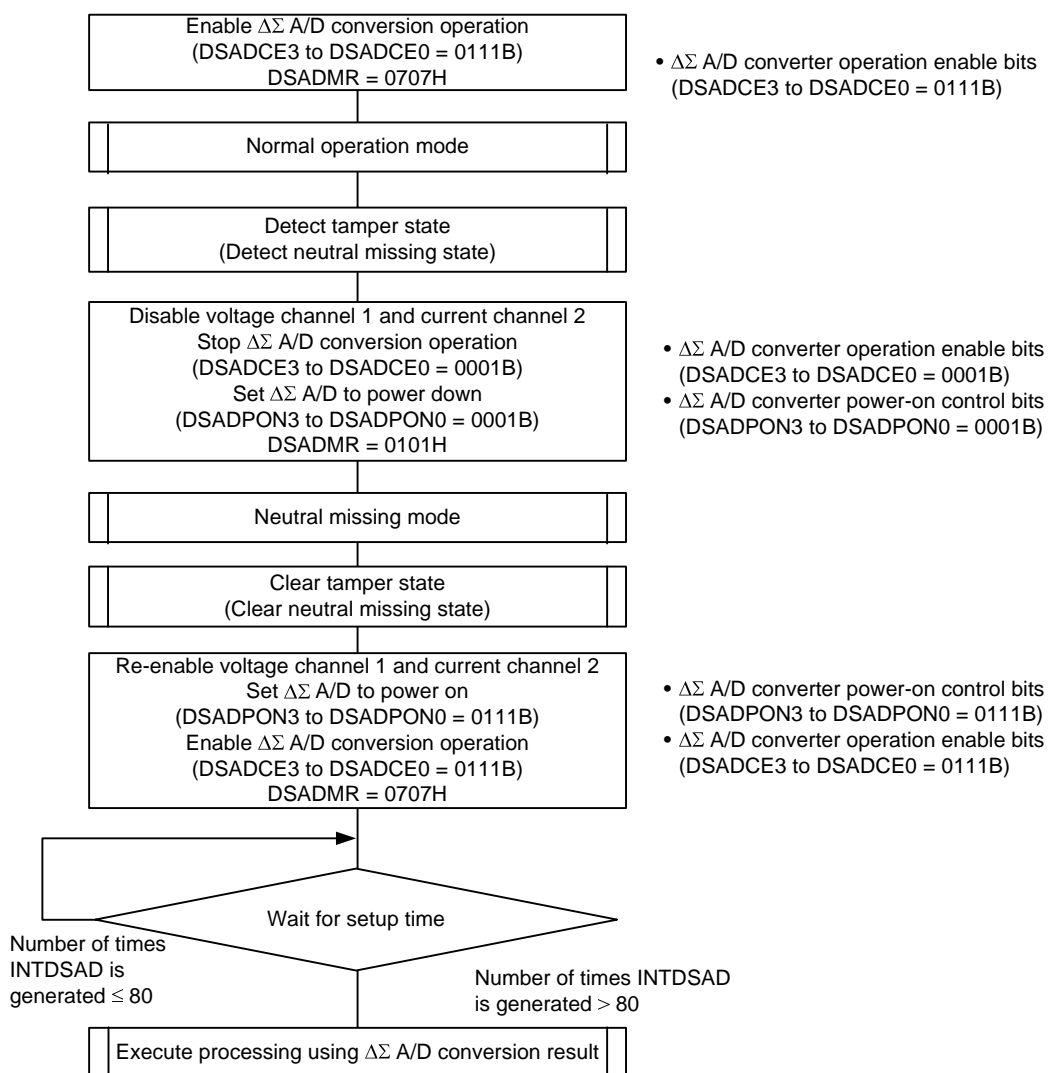 Enable ΔΣ A/D conversion operation
(DSADCE3 to DSADCE0 = 0111B)
DSADMR = 0707H
• ΔΣ A/D converter operation enable bits
(DSADCE3 to DSADCE0 = 0111B)
Normal operation mode
Detect tamper state
(Detect neutral missing state)
Disable voltage channel 1 and current channel 2
Stop ΔΣ A/D conversion operation
(DSADCE3 to DSADCE0 = 0001B)
Set ΔΣ A/D to power down
(DSADPON3 to DSADPON0 = 0001B)
DSADMR = 0101H
• ΔΣ A/D converter operation enable bits
(DSADCE3 to DSADCE0 = 0001B)
• ΔΣ A/D converter power-on control bits
(DSADPON3 to DSADPON0 = 0001B)
Neutral missing mode
Clear tamper state
(Clear neutral missing state)
Re-enable voltage channel 1 and current channel 2
Set ΔΣ A/D to power on
(DSADPON3 to DSADPON0 = 0111B)
Enable ΔΣ A/D conversion operation
(DSADCE3 to DSADCE0 = 0111B)
DSADMR = 0707H
• ΔΣ A/D converter power-on control bits
(DSADPON3 to DSADPON0 = 0111B)
• ΔΣ A/D converter operation enable bits
(DSADCE3 to DSADCE0 = 0111B)
Wait for setup time
Number of times
INTDSAD is
generated ≤ 80
Number of times INTDSAD
is generated > 80
Execute processing using ΔΣ A/D conversion result